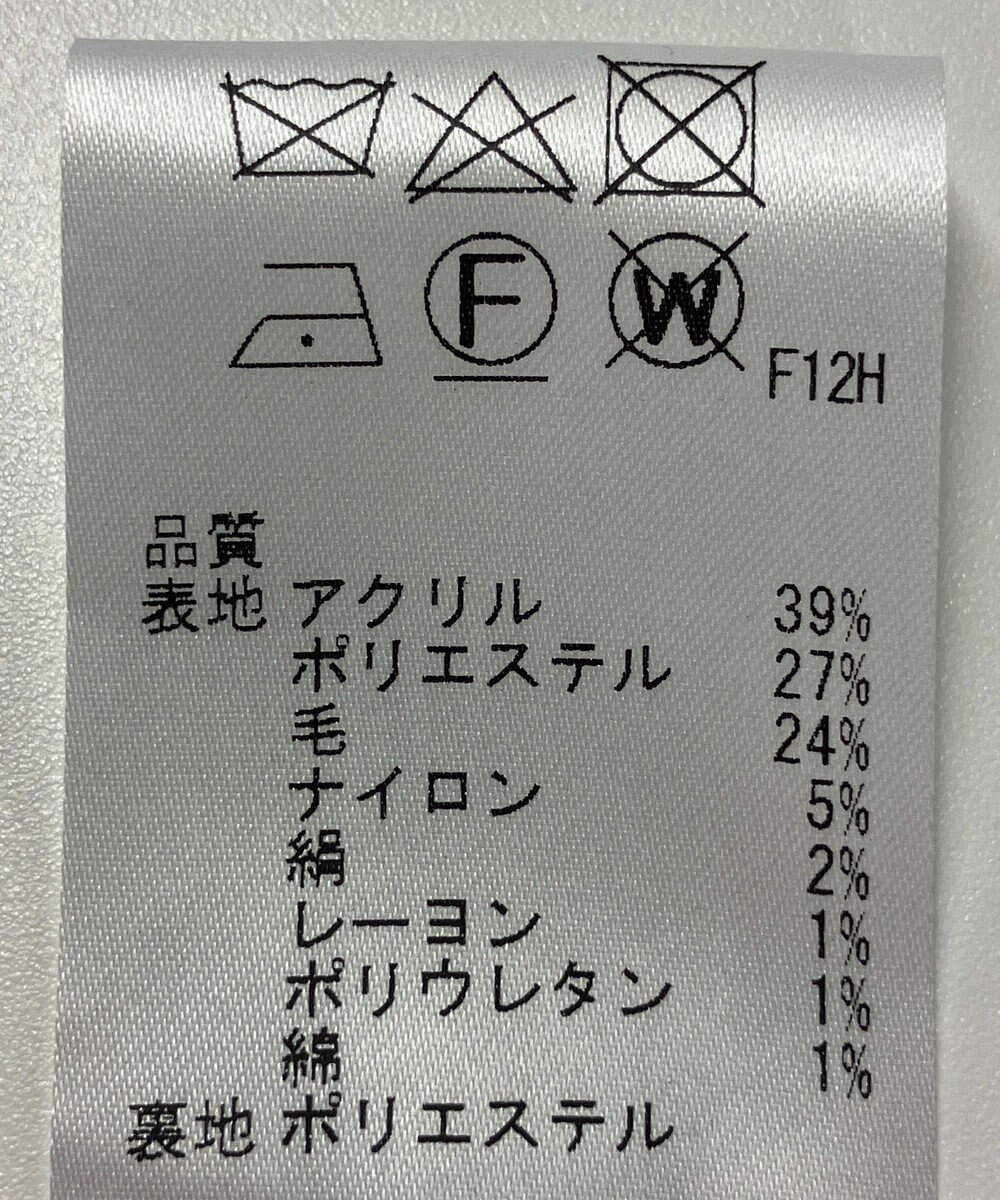 F W F12H
品質
表地 アクリル 39%
ポリエステル 27%
毛 24%
ナイロン 5%
絹 2%
レーヨン 1%
ポリウレタン 1%
綿 1%
裏地 ポリエステル